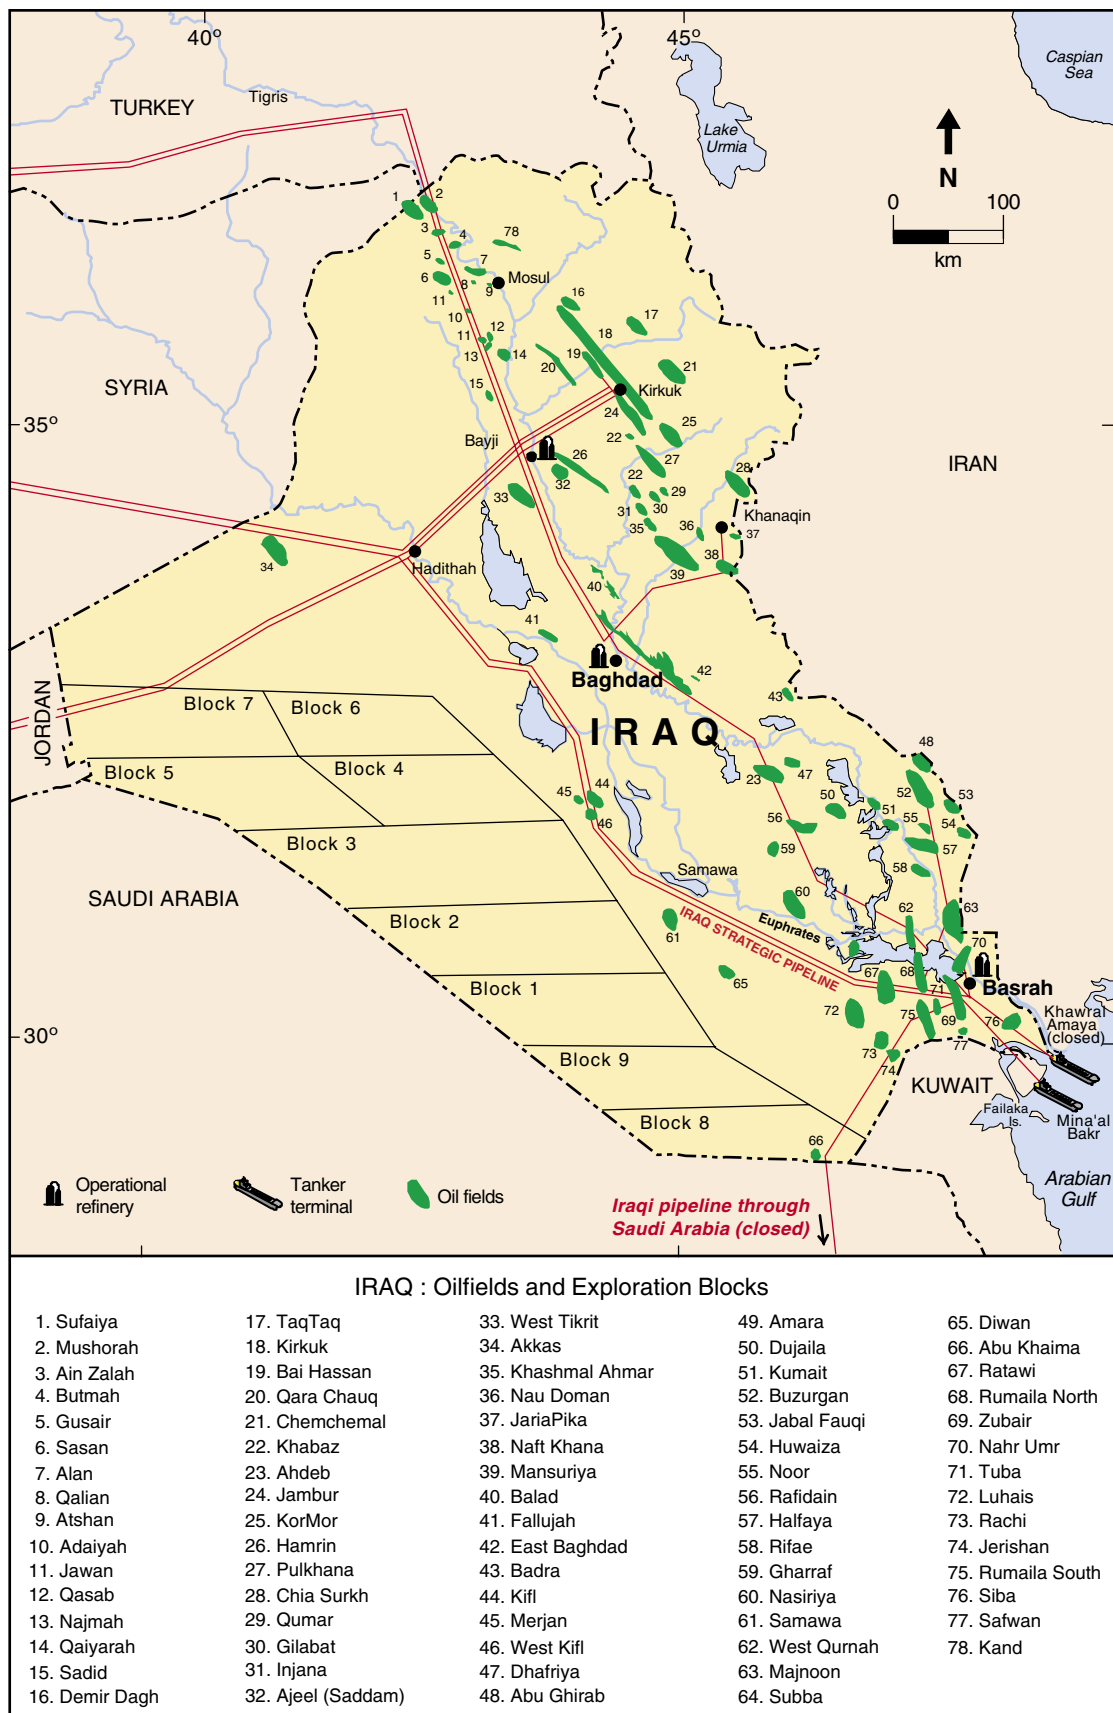 40°
45°
Caspian
Sea
Tigris
TURKEY
Lake
Urmia
N
0
100
km
1
2
3
4
78
5
7
6
8
9
Mosul
11
10
16
17
12
11
18
13
14
19
20
21
SYRIA
15
Kirkuk
24
35°
Bayji
22
25
26
27
28
IRAN
32
22
29
33
30
31
Khanaqin
35
36
37
34
Hadithah
39
38
40
41
42
Baghdad
43
JORDAN
Block 7
Block 6
IRAQ
48
Block 5
Block 4
23
47
52
53
45
44
50
51
55
54
46
56
57
Block 3
59
58
Samawa
SAUDI ARABIA
60
62
63
Block 2
61
Euphrates
IRAQ STRATEGIC PIPELINE
70
65
67
68
Block 1
71
Basrah
72
75
69
76
Khawral
Amaya
(closed)
30°
73
77
74
Block 9
KUWAIT
Failaka
Is.
Mina'al
Bakr
Block 8
66
Arabian
Gulf
Operational
refinery
Tanker
terminal
Oil fields
Iraqi pipeline through
Saudi Arabia (closed)
IRAQ : Oilfields and Exploration Blocks
1. Sufaiya
2. Mushorah
3. Ain Zalah
4. Butmah
5. Gusair
6. Sasan
7. Alan
8. Qalian
9. Atshan
10. Adaiyah
11. Jawan
12. Qasab
13. Najmah
14. Qaiyarah
15. Sadid
16. Demir Dagh
17. TaqTaq
18. Kirkuk
19. Bai Hassan
20. Qara Chauq
21. Chemchemal
22. Khabaz
23. Ahdeb
24. Jambur
25. KorMor
26. Hamrin
27. Pulkhana
28. Chia Surkh
29. Qumar
30. Gilabat
31. Injana
32. Ajeel (Saddam)
33. West Tikrit
34. Akkas
35. Khashmal Ahmar
36. Nau Doman
37. JariaPika
38. Naft Khana
39. Mansuriya
40. Balad
41. Fallujah
42. East Baghdad
43. Badra
44. Kifl
45. Merjan
46. West Kifl
47. Dhafriya
48. Abu Ghirab
49. Amara
50. Dujaila
51. Kumait
52. Buzurgan
53. Jabal Fauqi
54. Huwaiza
55. Noor
56. Rafidain
57. Halfaya
58. Rifae
59. Gharraf
60. Nasiriya
61. Samawa
62. West Qurnah
63. Majnoon
64. Subba
65. Diwan
66. Abu Khaima
67. Ratawi
68. Rumaila North
69. Zubair
70. Nahr Umr
71. Tuba
72. Luhais
73. Rachi
74. Jerishan
75. Rumaila South
76. Siba
77. Safwan
78. Kand